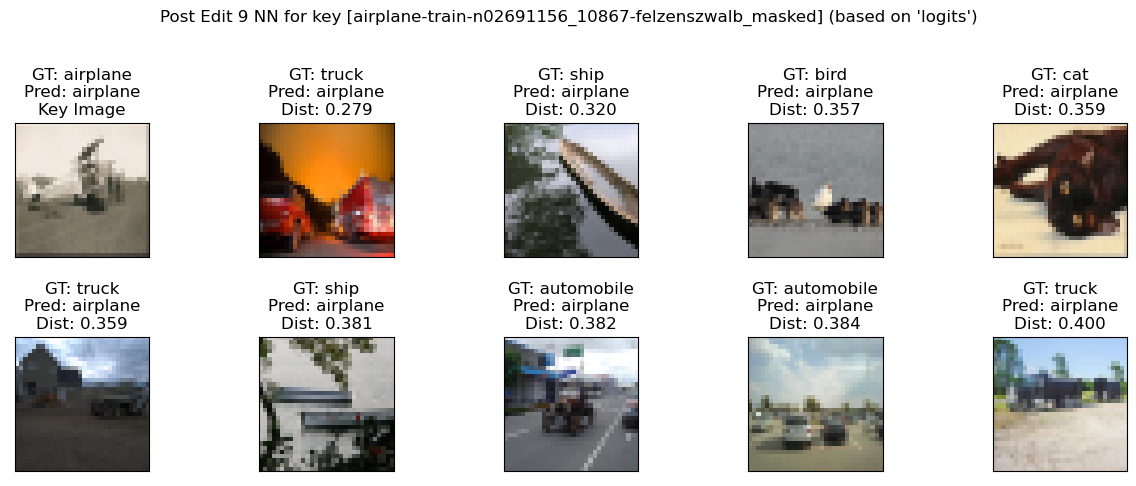 Post Edit 9 NN for key [airplane-train-n02691156_10867-felzenszwalb_masked] (based on 'logits')
GT: airplane
Pred: airplane
Key Image
GT: truck
Pred: airplane
Dist: 0.279
GT: ship
Pred: airplane
Dist: 0.320
GT: bird
Pred: airplane
Dist: 0.357
GT: cat
Pred: airplane
Dist: 0.359
GT: truck
Pred: airplane
Dist: 0.359
GT: ship
Pred: airplane
Dist: 0.381
GT: automobile
Pred: airplane
Dist: 0.382
GT: automobile
Pred: airplane
Dist: 0.384
GT: truck
Pred: airplane
Dist: 0.400